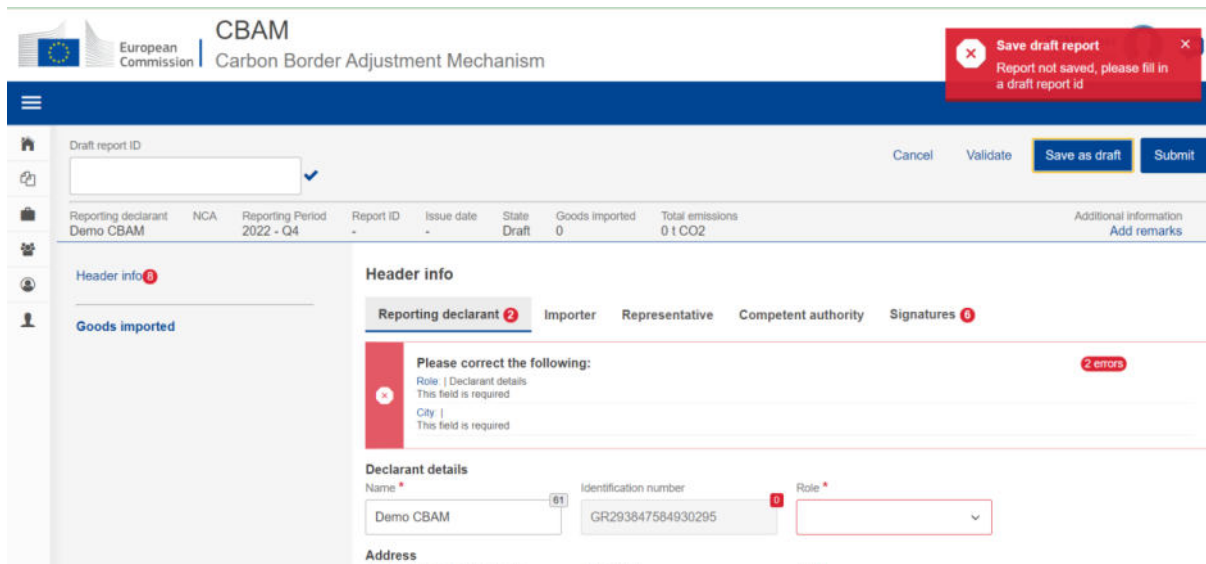 CBAM
European
Commission
Carbon Border Adjustment Mechanism
Save draft report
Report not saved, please fill in
a draft report id
Draft report ID
Cancel Validate Save as draft Submit
Reporting declarant NCA Reporting Period Report ID Issue date State Goods imported Total emissions Additional information
Demo CBAM 2022 - Q4 - - Draft 0 0 t CO2 Add remarks
Header info 8
Goods imported
Header info
Reporting declarant 2 Importer Representative Competent authority Signatures 6
Please correct the following: 2 errors
Role: | Declarant details
This field is required
City: |
This field is required
Declarant details
Name * Identification number Role *
61 0
Demo CBAM GR293847584930295
Address